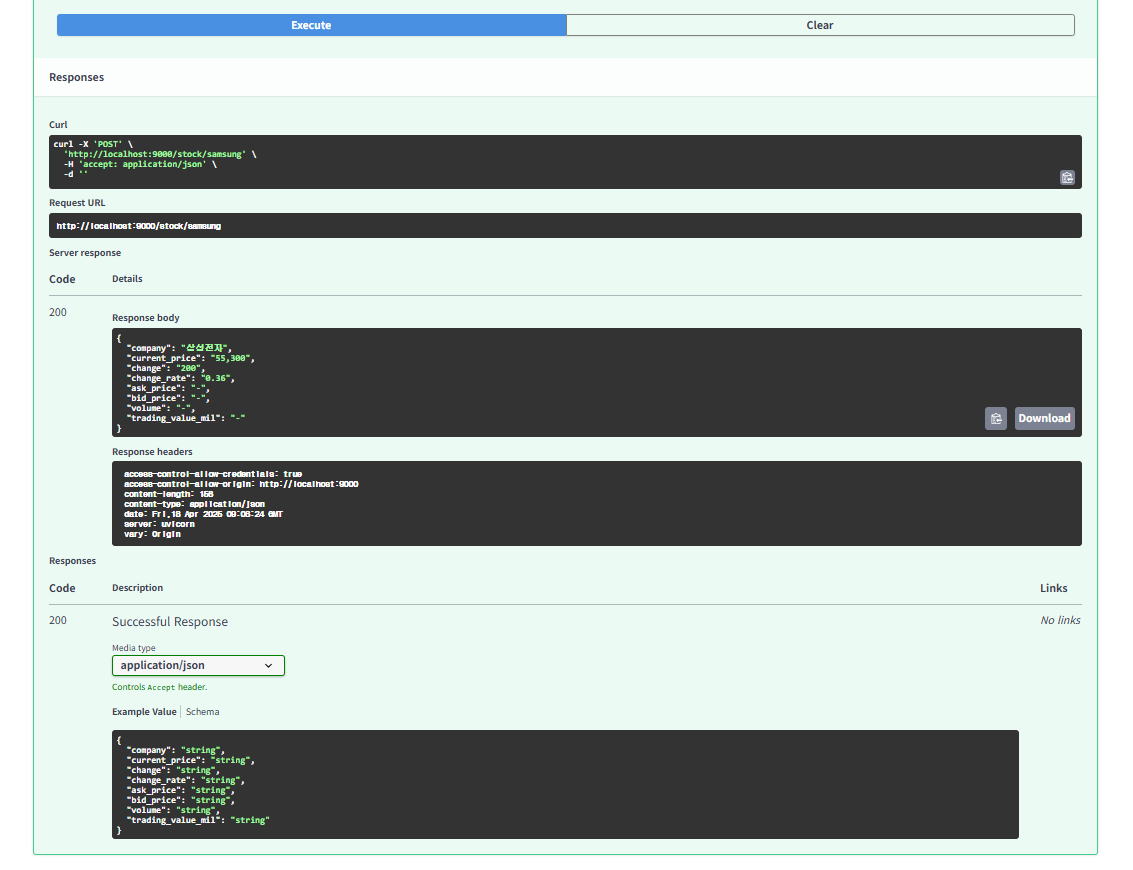 Execute
Clear
Responses
Curl
curl -X 'POST' \
'http://localhost:9000/stock/samsung' \
-H 'accept: application/json' \
-d ''
Request URL
http://localhost:9000/stock/samsung
Server response
Code Details
200
Response body
{
"company": "삼성전자",
"current_price": "55,300",
"change": "200",
"change_rate": "0.36",
"ask_price": "-",
"bid_price": "-",
"volume": "-",
"trading_value_mil": "-"
}
Download
Response headers
access-control-allow-credentials: true
access-control-allow-origin: http://localhost:9000
content-length: 156
content-type: application/json
date: Fri,18 Apr 2025 09:08:24 GMT
server: uvicorn
vary: Origin
Responses
Code Description Links
200 Successful Response No links
Media type
application/json
Controls Accept header.
Example Value Schema
{
"company": "string",
"current_price": "string",
"change": "string",
"change_rate": "string",
"ask_price": "string",
"bid_price": "string",
"volume": "string",
"trading_value_mil": "string"
}